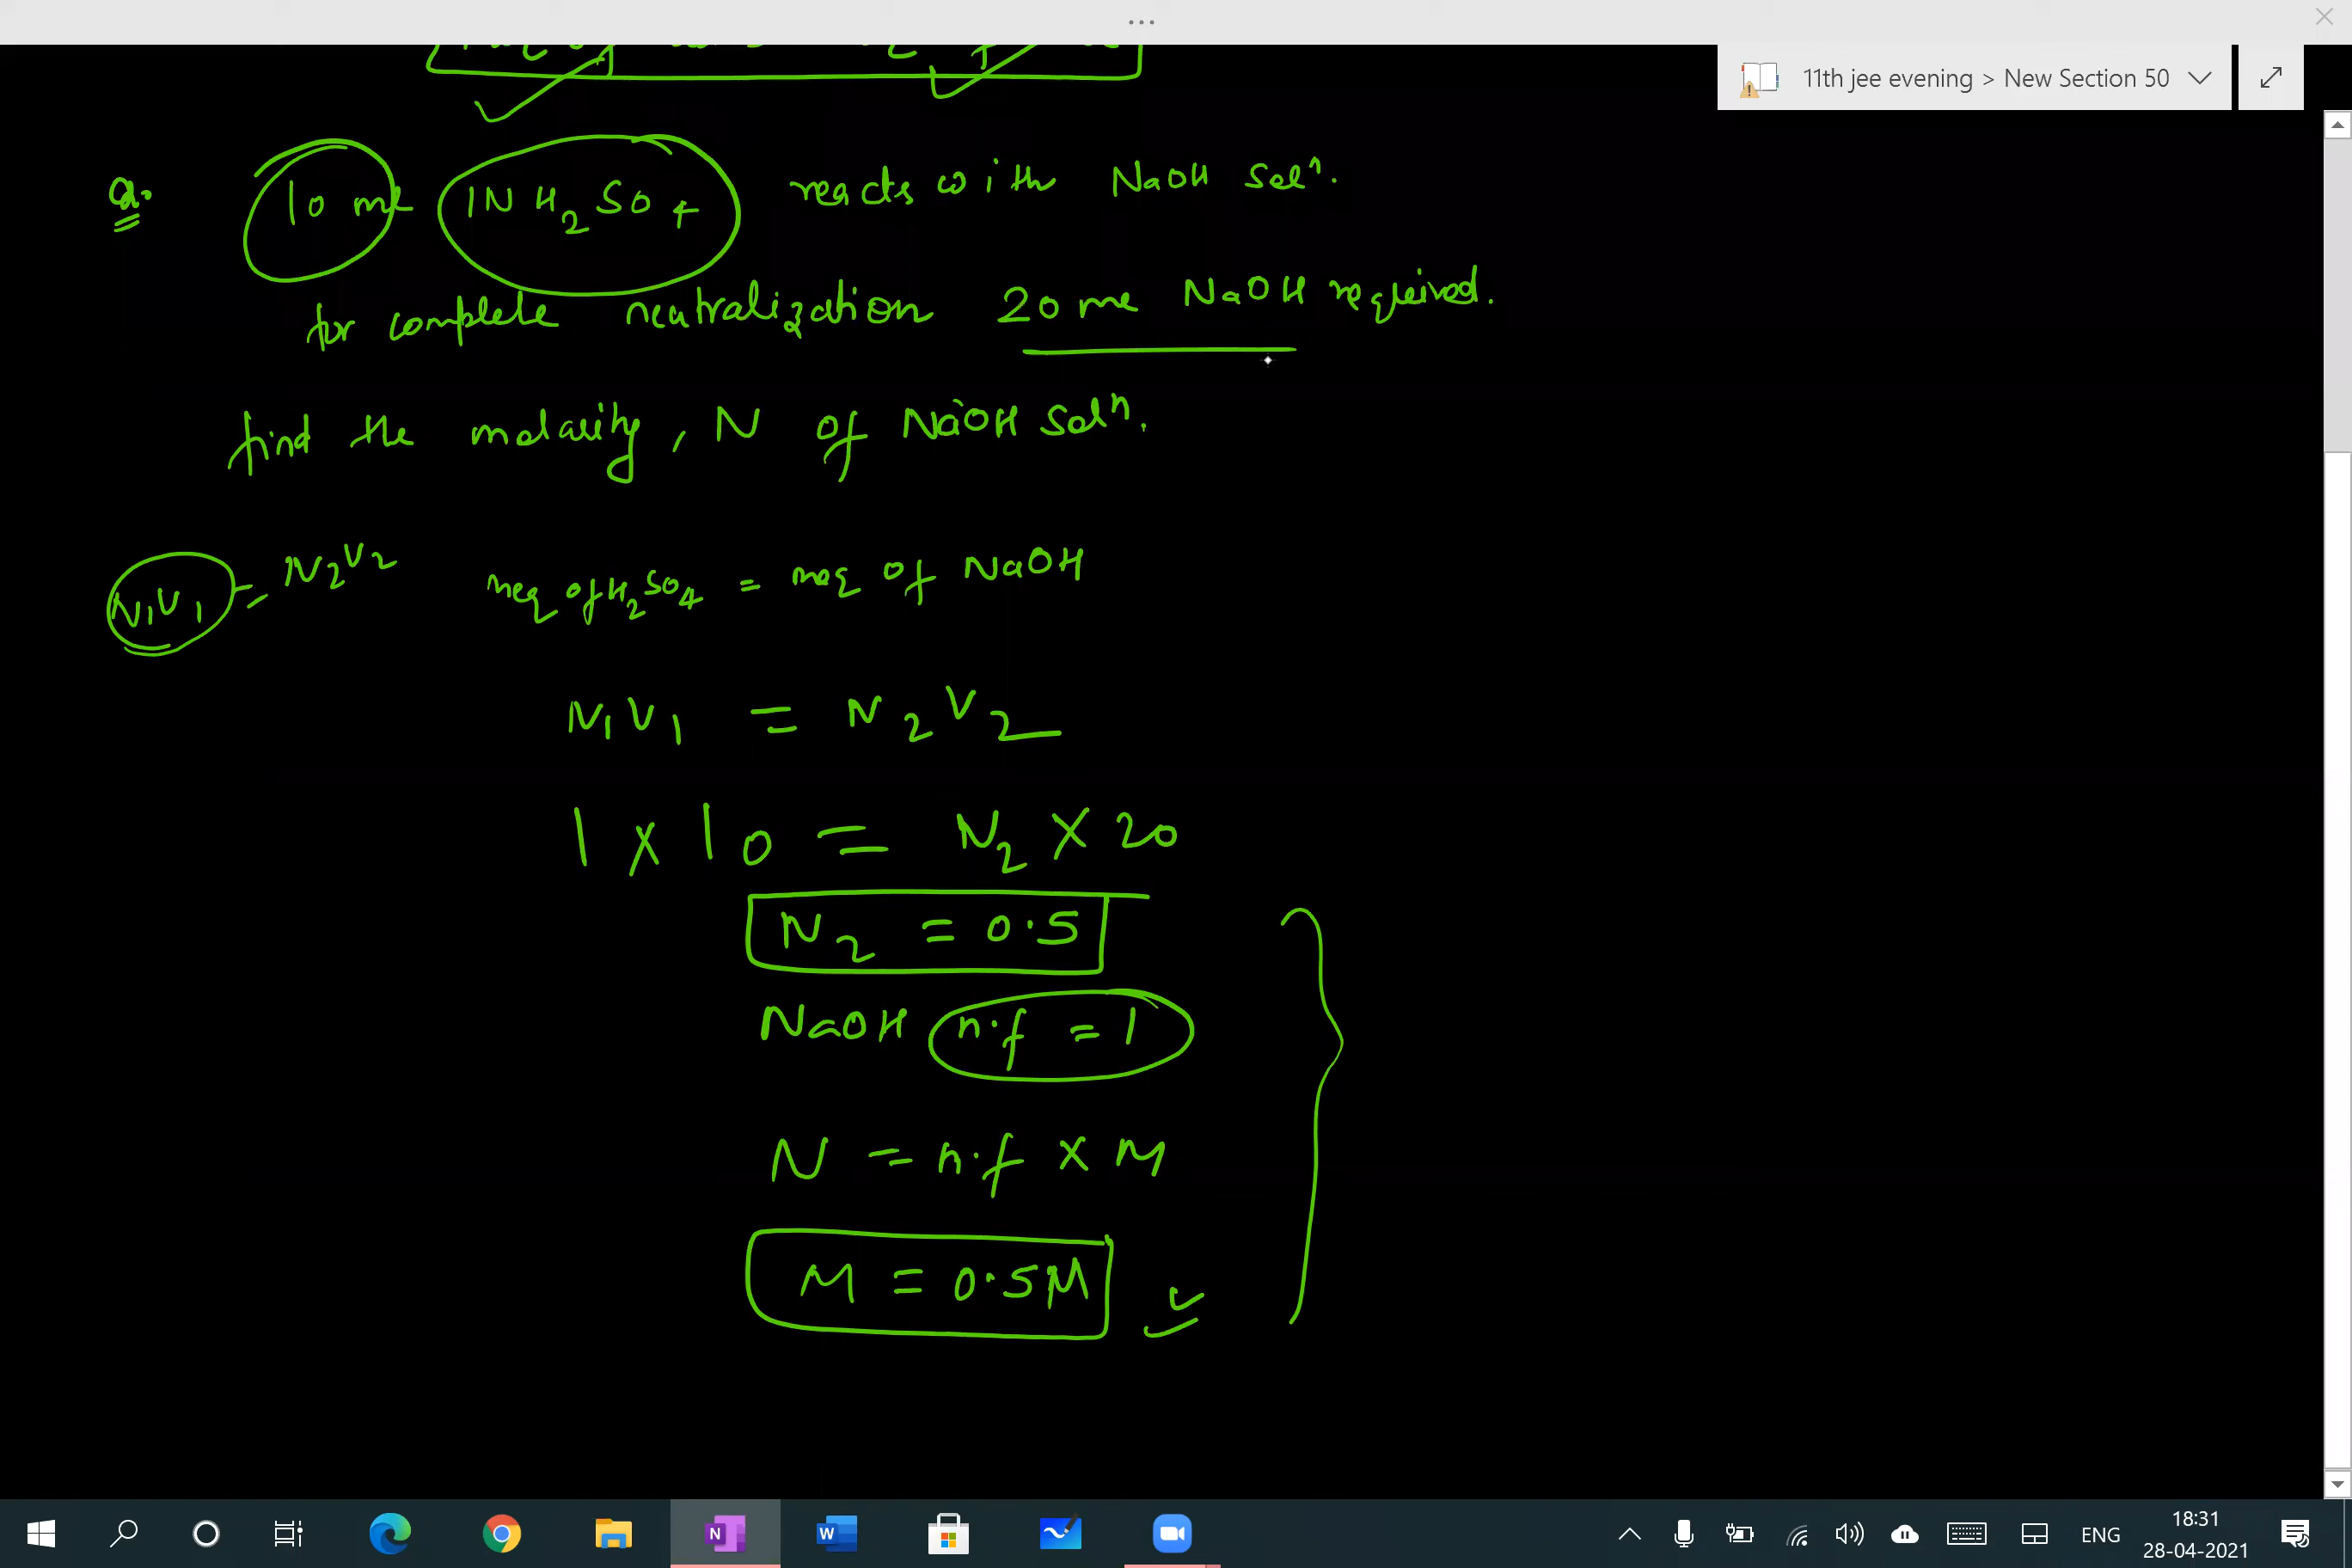 ...
11th jee evening > New Section 50
Q. 10 ml 1N H₂SO₄ reacts with NaOH Solⁿ.
for complete neutralization 20 ml NaOH required.
find the molarity, N of NaOH Solⁿ.
N₁V₁ = N₂V₂
meq of H₂SO₄ = meq of NaOH
N₁V₁ = N₂V₂
1 x 10 = N₂ x 20
N₂ = 0.5
NaOH n.f = 1
N = n.f x M
M = 0.5M
ENG
18:31
28-04-2021